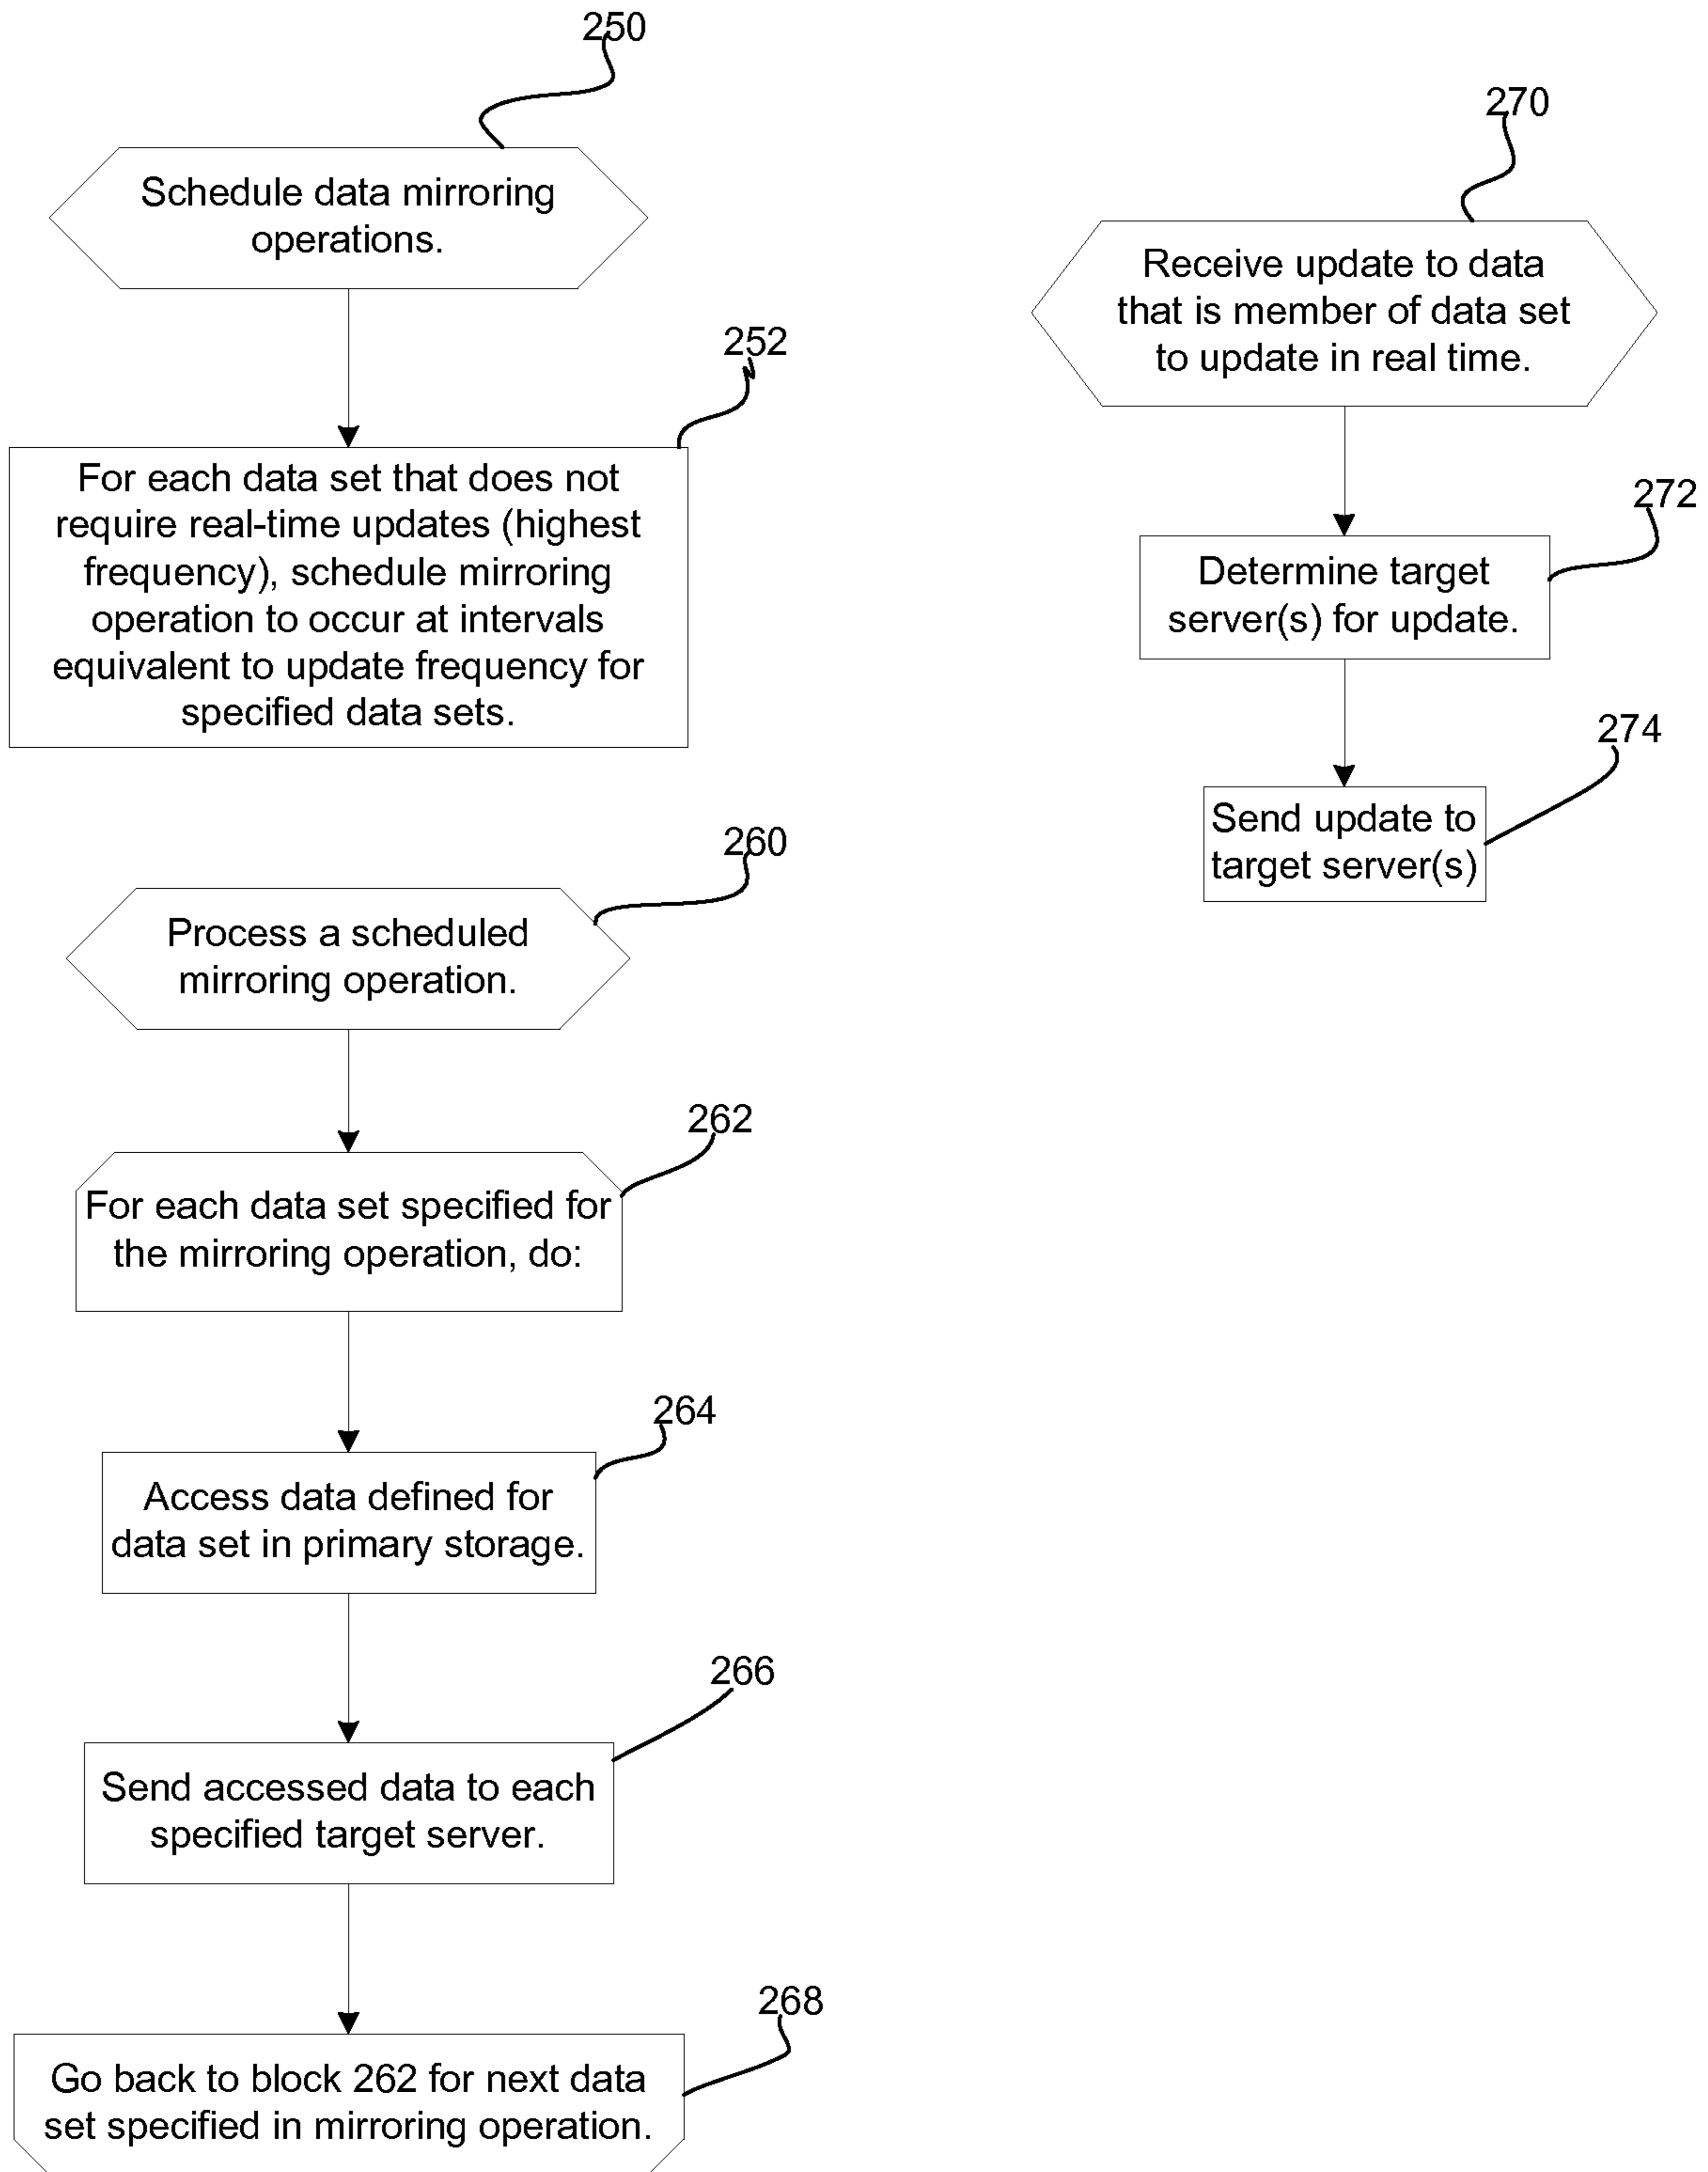 250
Schedule data mirroring
operations.
252
For each data set that does not
require real-time updates (highest
frequency), schedule mirroring
operation to occur at intervals
equivalent to update frequency for
specified data sets.
260
Process a scheduled
mirroring operation.
262
For each data set specified for
the mirroring operation, do:
264
Access data defined for
data set in primary storage.
266
Send accessed data to each
specified target server.
268
Go back to block 262 for next data
set specified in mirroring operation.
270
Receive update to data
that is member of data set
to update in real time.
272
Determine target
server(s) for update.
274
Send update to
target server(s)